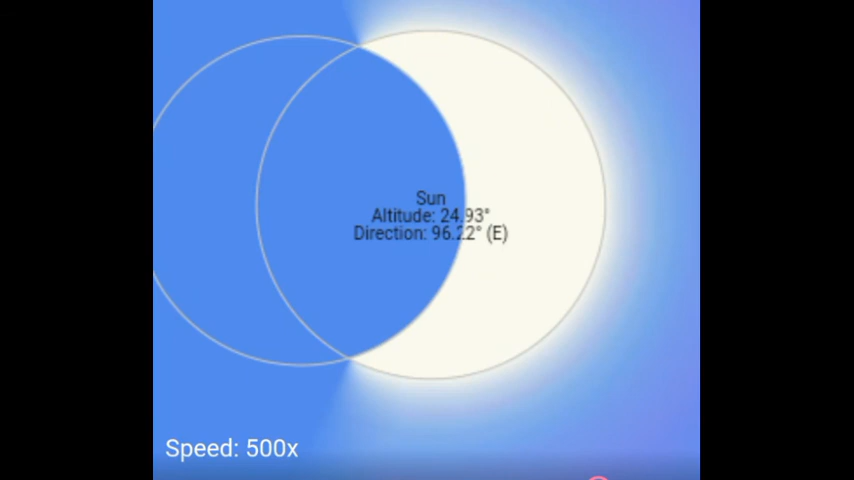 Sun
Altitude: 24.93°
Direction: 96.22° (E)
Speed: 500x